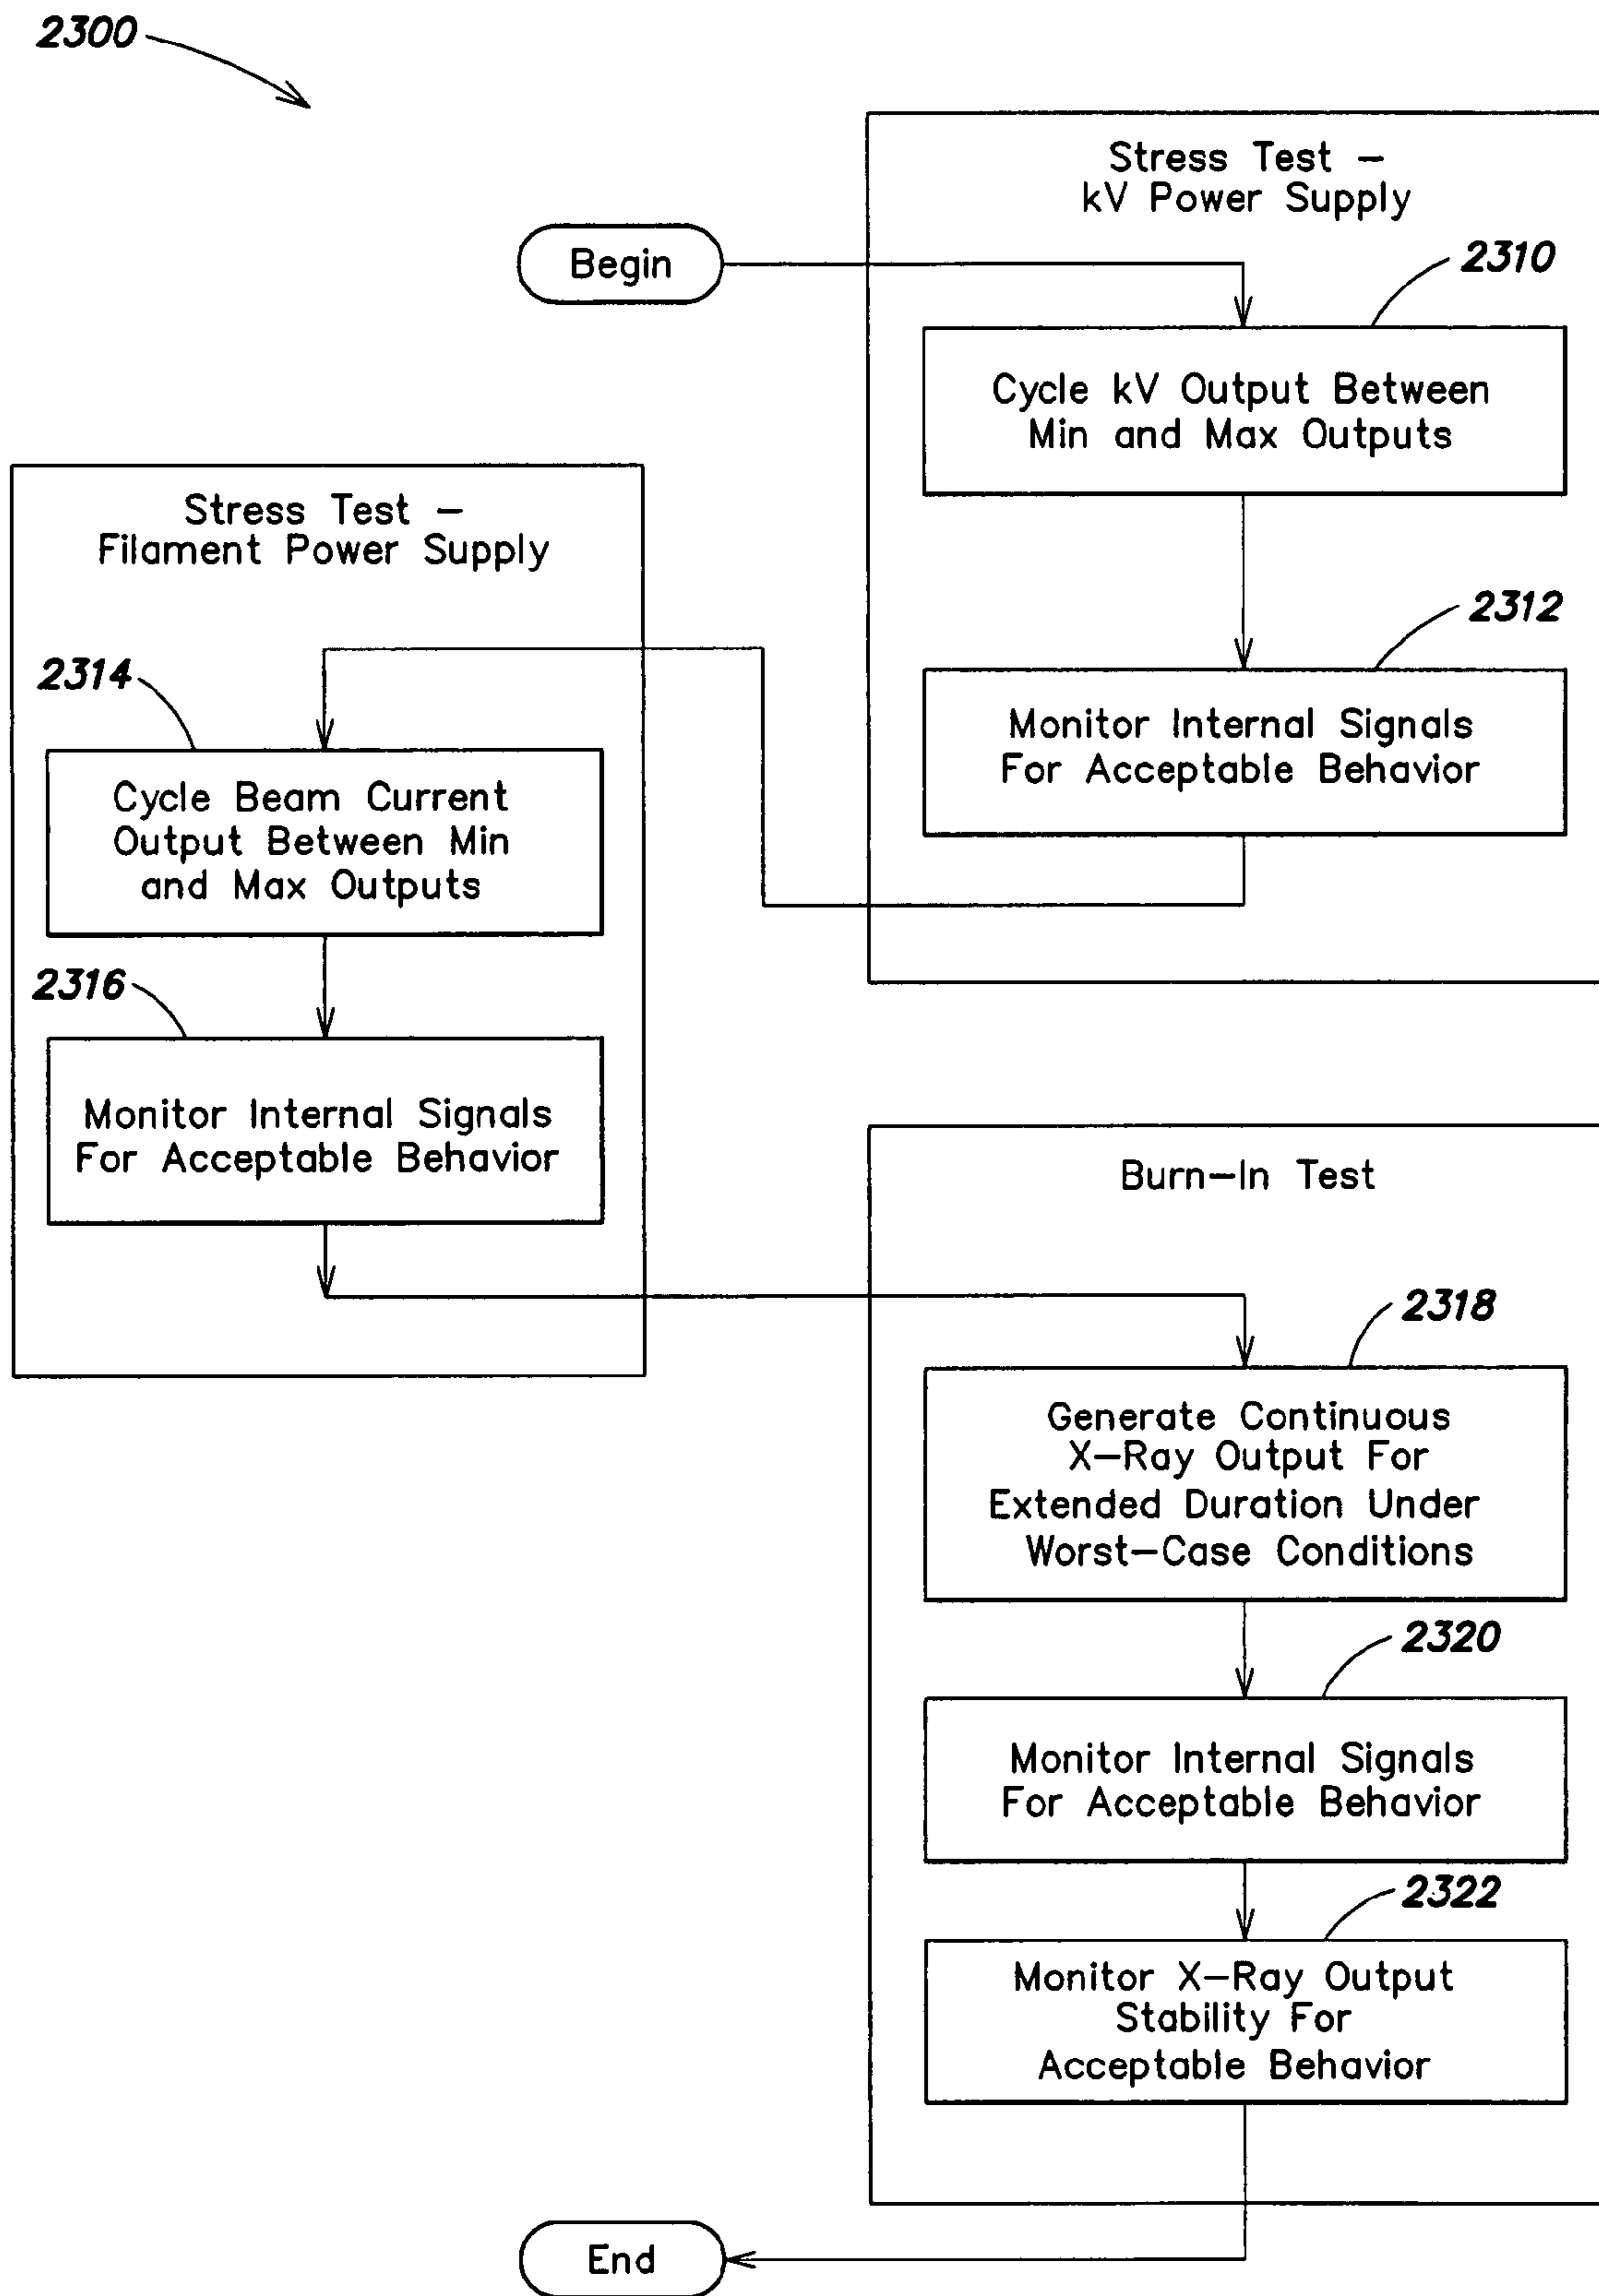 2300
Stress Test –
kV Power Supply
Begin
2310
Cycle kV Output Between
Min and Max Outputs
2312
Monitor Internal Signals
For Acceptable Behavior
Stress Test –
Filament Power Supply
2314
Cycle Beam Current
Output Between Min
and Max Outputs
2316
Monitor Internal Signals
For Acceptable Behavior
Burn–In Test
2318
Generate Continuous
X–Ray Output For
Extended Duration Under
Worst–Case Conditions
2320
Monitor Internal Signals
For Acceptable Behavior
2322
Monitor X–Ray Output
Stability For
Acceptable Behavior
End